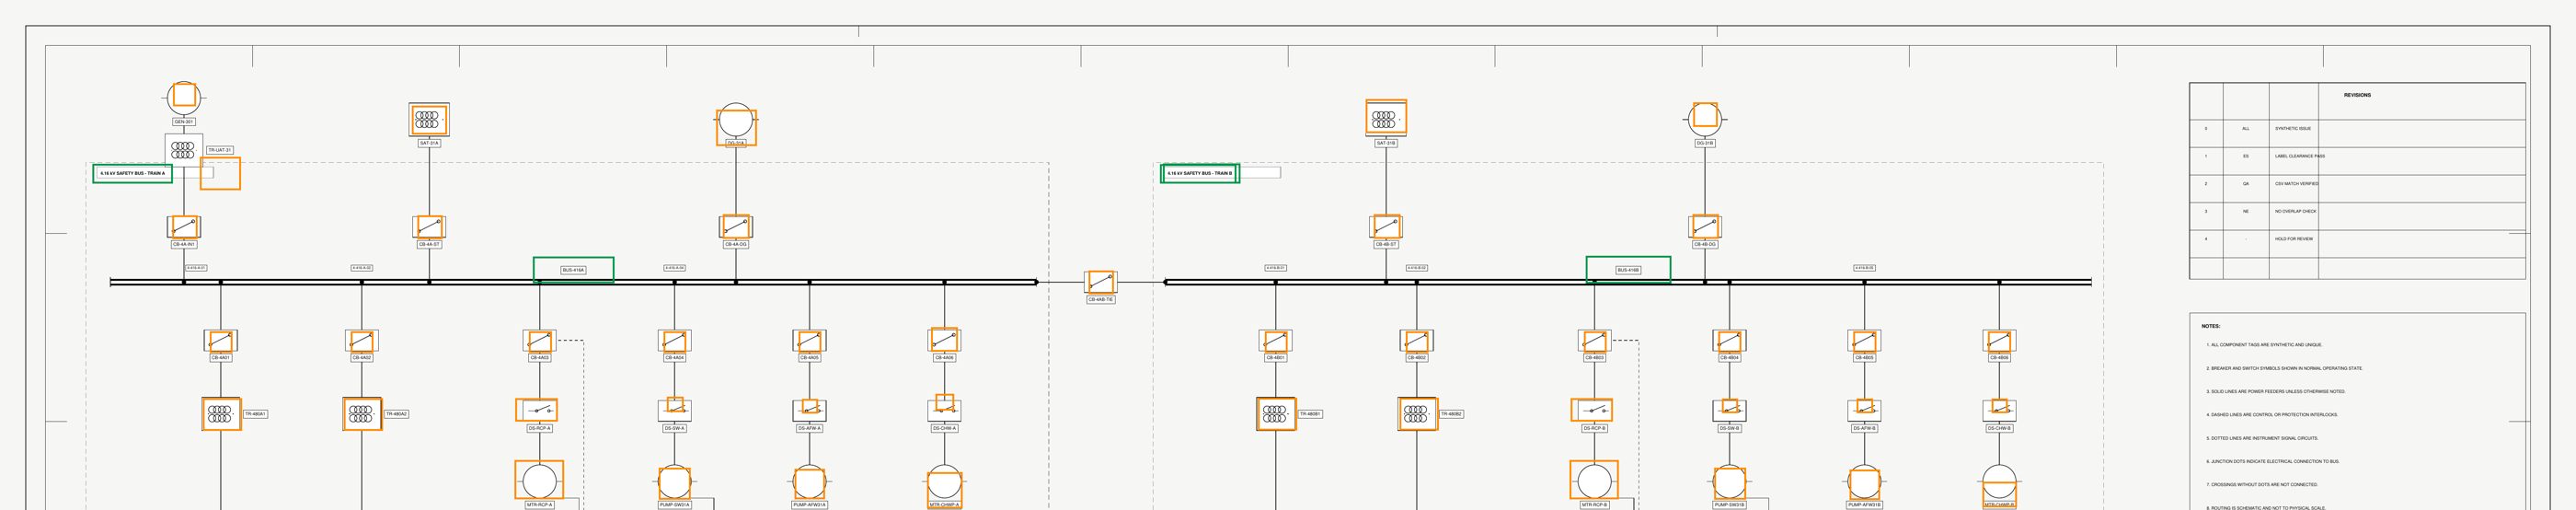 GEN-301
TR-UAT-31
SAT-31A
DG-31A
SAT-31B
DG-31B
4.16 kV SAFETY BUS - TRAIN A
4.16 kV SAFETY BUS - TRAIN B
CB-4A-IN1
CB-4A-ST
CB-4A-DG
CB-4B-ST
CB-4B-DG
BUS-416A
BUS-416B
CB-4AB-TIE
CB-4A01
CB-4A02
CB-4A03
CB-4A04
CB-4A05
CB-4A06
CB-4B01
CB-4B02
CB-4B03
CB-4B04
CB-4B05
CB-4B06
TR-480A1
TR-480A2
DS-RCP-A
DS-SW-A
DS-AFW-A
DS-CHW-A
TR-480B1
TR-480B2
DS-RCP-B
DS-SW-B
DS-AFW-B
DS-CHW-B
MTR-RCP-A
PUMP-SW31A
PUMP-AFW31A
MTR-CHWP-A
MTR-RCP-B
PUMP-SW31B
PUMP-AFW31B
MTR-CHWP-B
REVISIONS
0 ALL SYNTHETIC ISSUE
1 ES LABEL CLEARANCE PASS
2 QA CSV MATCH VERIFIED
3 NE NO OVERLAP CHECK
4 - HOLD FOR REVIEW
NOTES:
1. ALL COMPONENT TAGS ARE SYNTHETIC AND UNIQUE.
2. BREAKER AND SWITCH SYMBOLS SHOWN IN NORMAL OPERATING STATE.
3. SOLID LINES ARE POWER FEEDERS UNLESS OTHERWISE NOTED.
4. DASHED LINES ARE CONTROL OR PROTECTION INTERLOCKS.
5. DOTTED LINES ARE INSTRUMENT SIGNAL CIRCUITS.
6. JUNCTION DOTS INDICATE ELECTRICAL CONNECTION TO BUS.
7. CROSSINGS WITHOUT DOTS ARE NOT CONNECTED.
8. ROUTING IS SCHEMATIC AND NOT TO PHYSICAL SCALE.